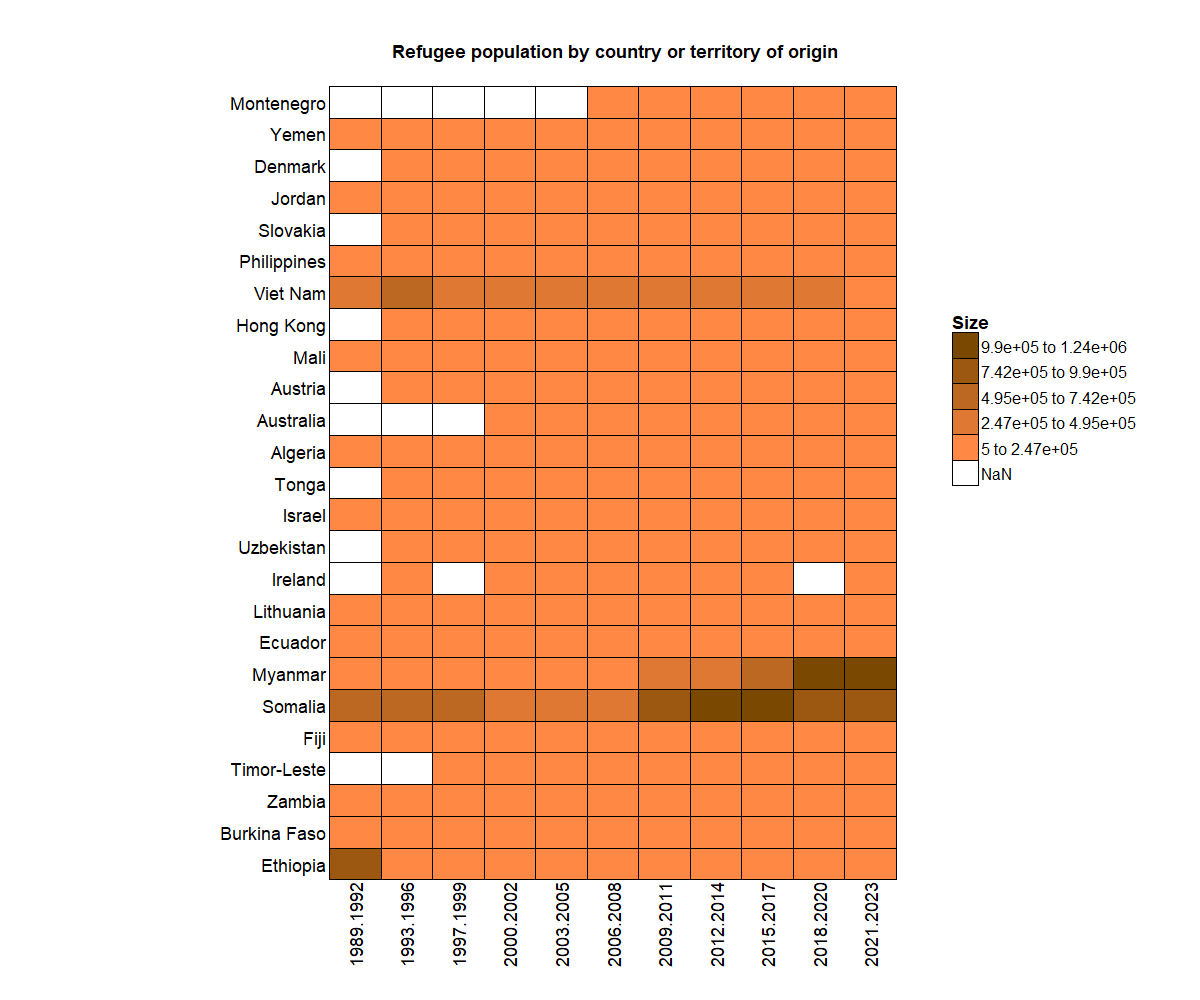 Refugee population by country or territory of origin
Montenegro
Yemen
Denmark
Jordan
Slovakia
Philippines
Viet Nam
Hong Kong
Mali
Austria
Australia
Algeria
Tonga
Israel
Uzbekistan
Ireland
Lithuania
Ecuador
Myanmar
Somalia
Fiji
Timor-Leste
Zambia
Burkina Faso
Ethiopia
1989.1992
1993.1996
1997.1999
2000.2002
2003.2005
2006.2008
2009.2011
2012.2014
2015.2017
2018.2020
2021.2023
Size
9.9e+05 to 1.24e+06
7.42e+05 to 9.9e+05
4.95e+05 to 7.42e+05
2.47e+05 to 4.95e+05
5 to 2.47e+05
NaN